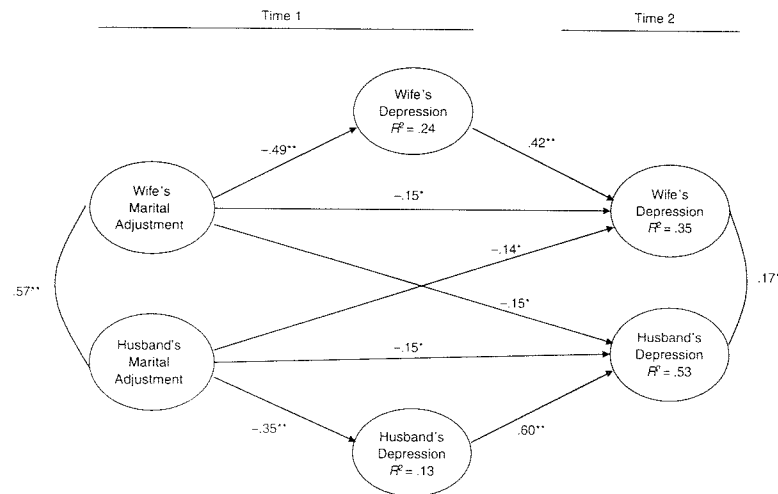 Time 1
Time 2
Wife's
Depression
R² = .24
-.49**
.42**
Wife's
Marital
Adjustment
-.15*
Wife's
Depression
R² = .35
-.14*
.57**
.17*
-.15*
Husband's
Marital
Adjustment
-.15*
Husband's
Depression
R² = .53
-.35**
.60**
Husband's
Depression
R² = .13